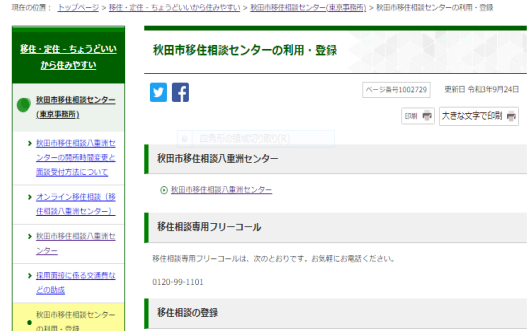 現在の位置： トップページ > 移住・定住 - ちょうどいいから住みやすい > 秋田市移住相談センター(東京事務所) > 秋田市移住相談センターの利用・登録
移住・定住 - ちょうどいい
から住みやすい
秋田市移住相談センター
(東京事務所)
秋田市移住相談八重洲セ
ンターの開所時間変更と
面談受付方法について
オンライン移住相談（移
住相談八重洲センター）
秋田市移住相談八重洲セ
ンター
採用面接に係る交通費な
どの助成
秋田市移住相談センター
の利用・登録
秋田市移住相談センターの利用・登録
ページ番号1002729
更新日 令和3年9月24日
印刷
大きな文字で印刷
秋田市移住相談八重洲センター
秋田市移住相談八重洲センター
移住相談専用フリーコール
移住相談専用フリーコールは、次のとおりです。お気軽にお電話ください。
0120-99-1101
移住相談の登録